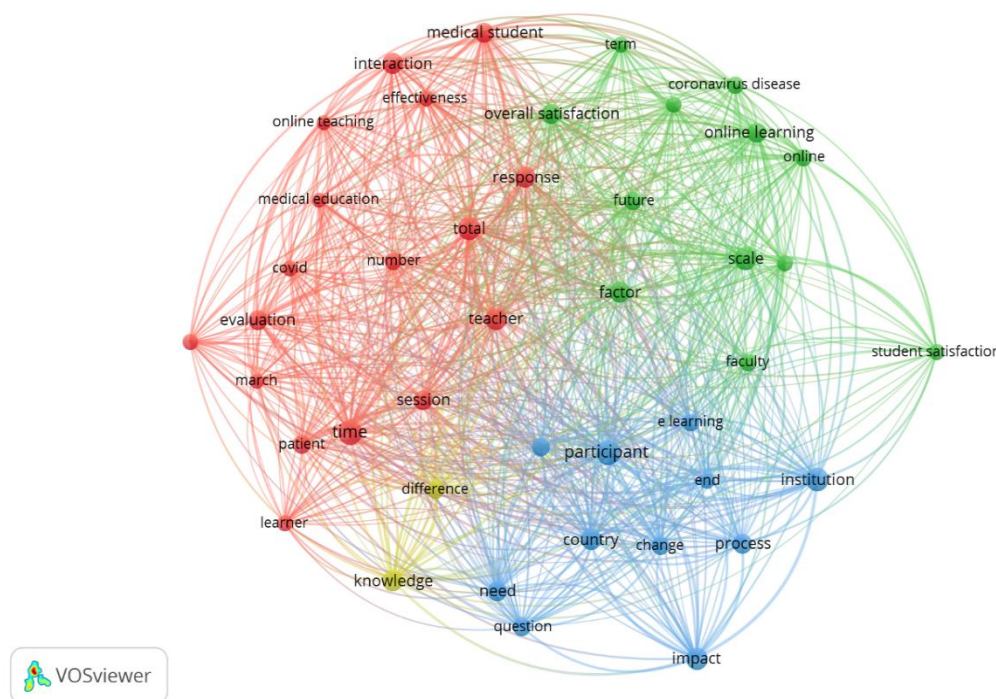 medical student
term
interaction
coronavirus disease
effectiveness
overall satisfaction
online teaching
online learning
online
response
medical education
future
total
covid
number
scale
factor
evaluation
teacher
student satisfaction
faculty
march
session
e learning
time
patient
participant
end
institution
difference
learner
country
change
process
knowledge
need
question
impact
VOSviewer